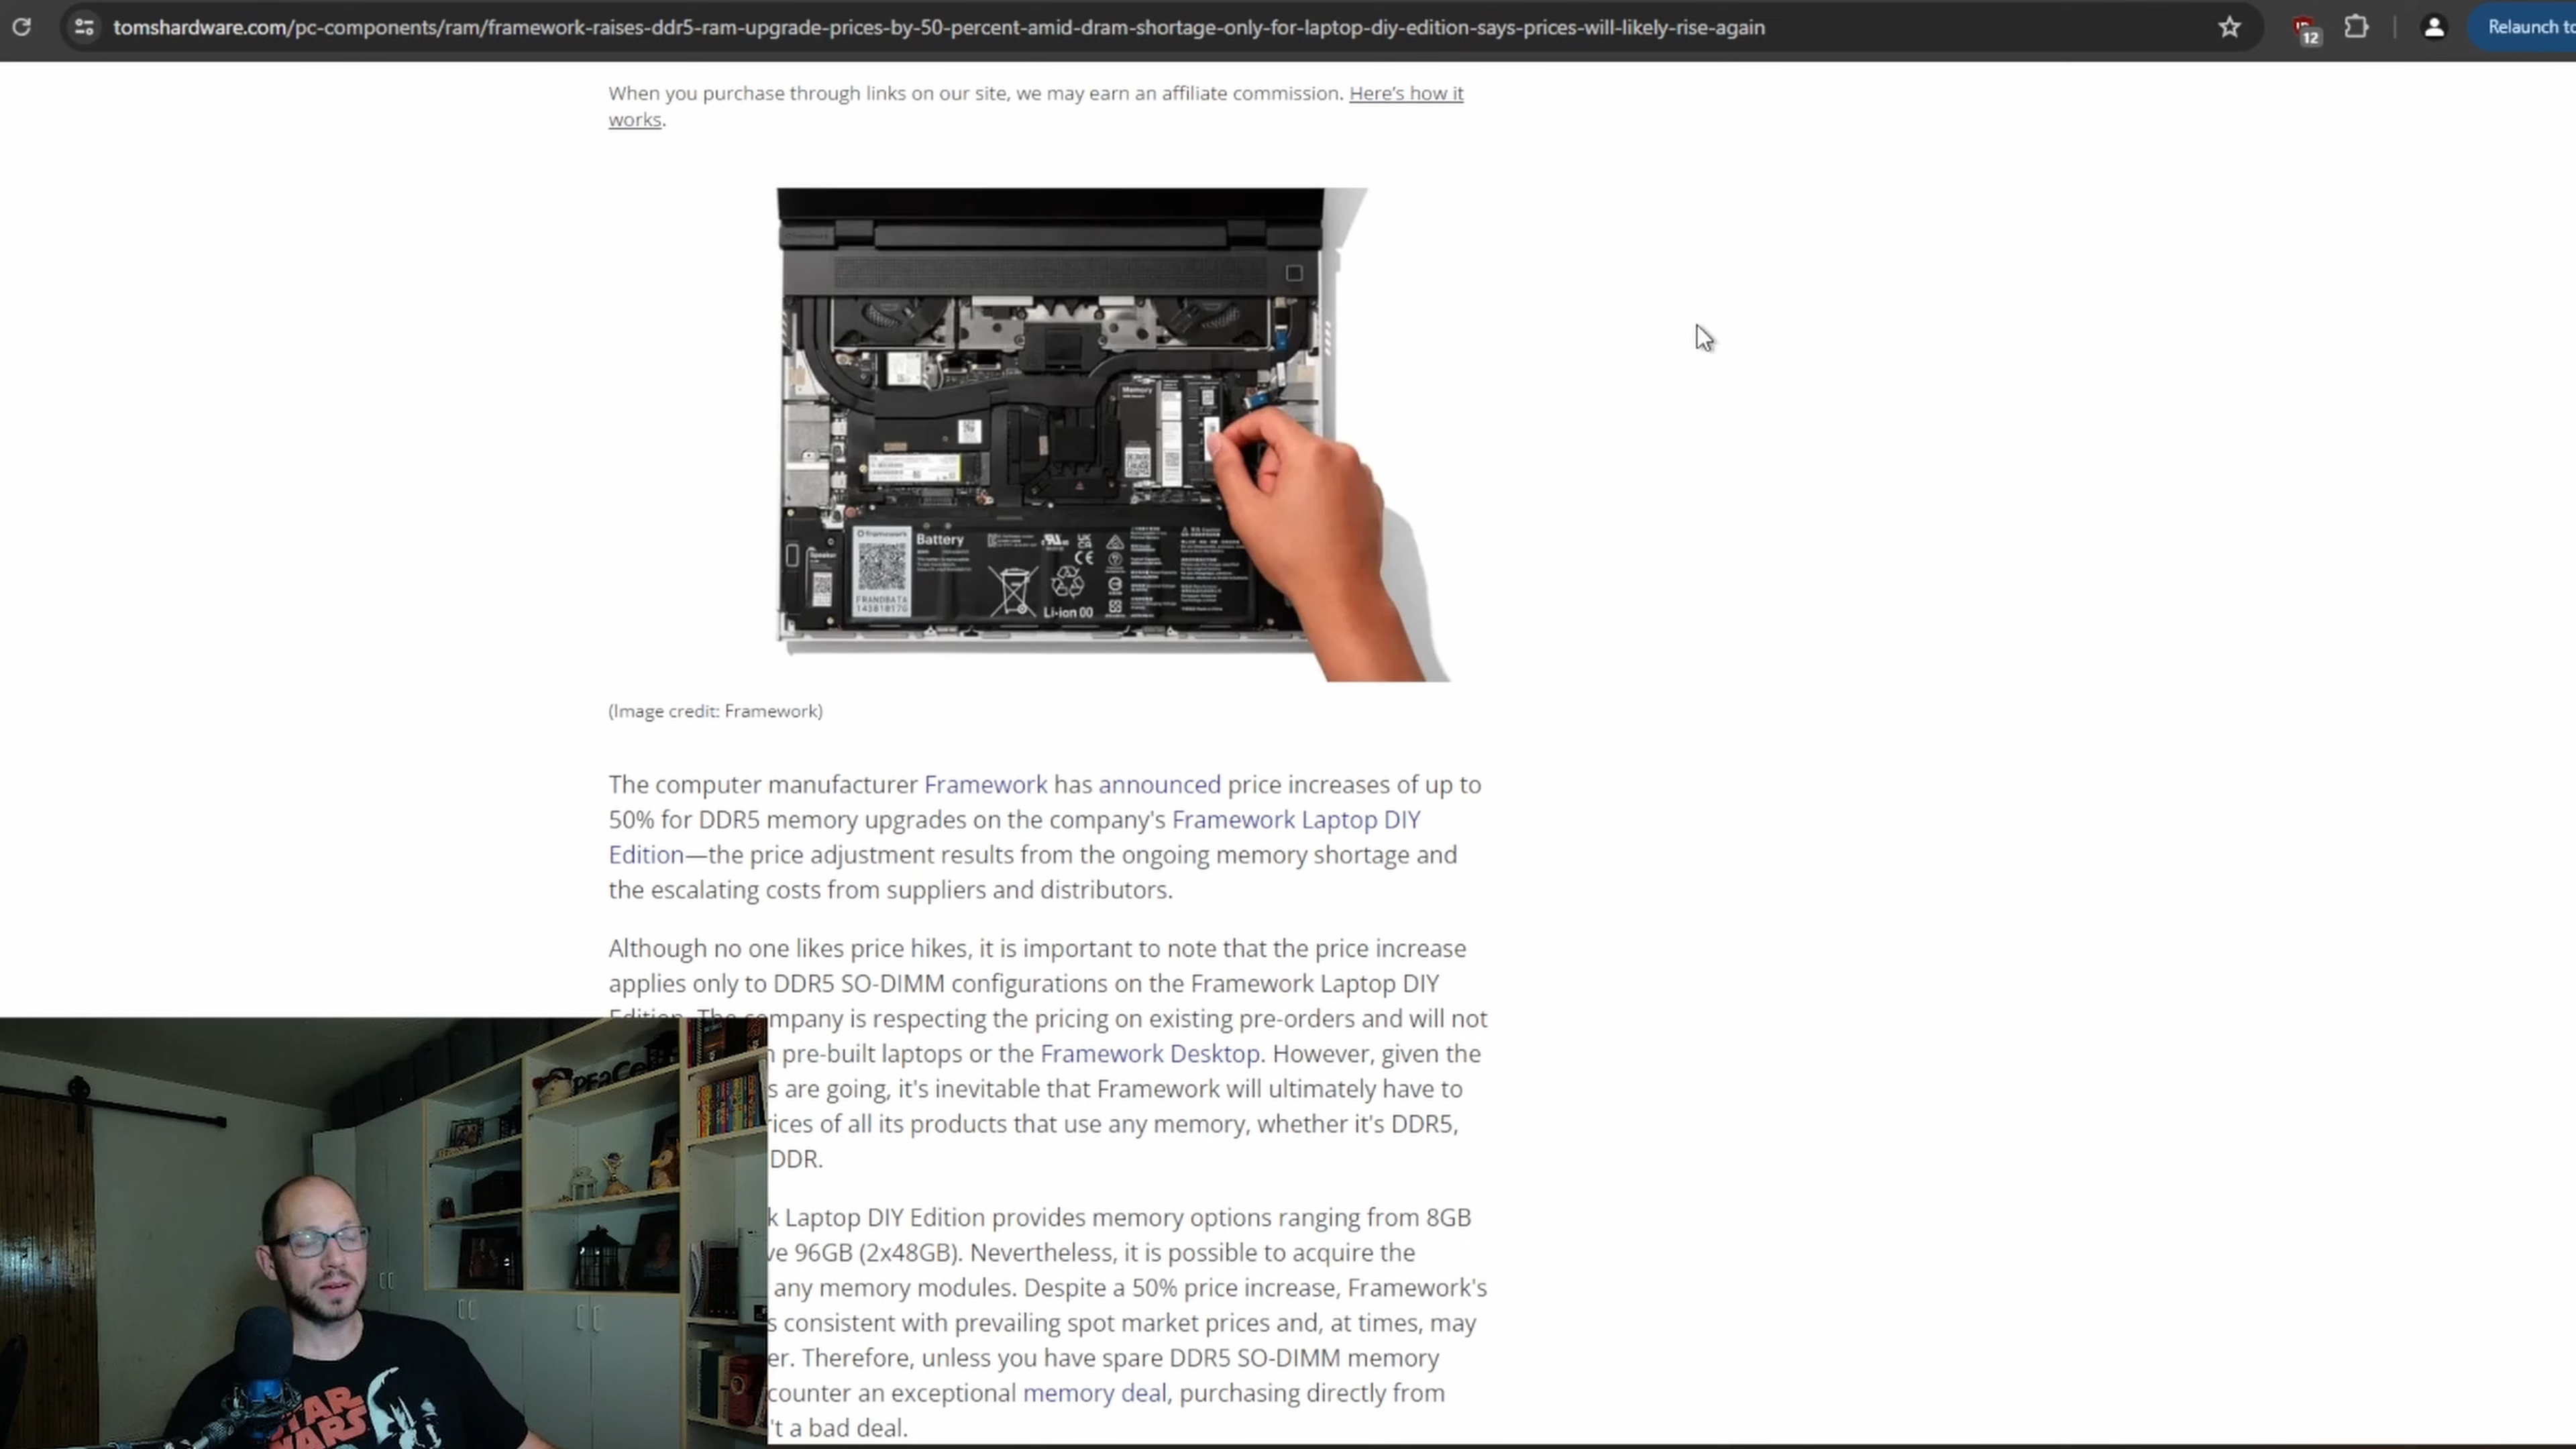 tomshardware.com/pc-components/ram/framework-raises-ddr5-ram-upgrade-prices-by-50-percent-amid-dram-shortage-only-for-laptop-diy-edition-says-prices-will-likely-rise-again
12
Relaunch to
When you purchase through links on our site, we may earn an affiliate commission. Here's how it
works.
Memory
framework
Battery
Speaker
FRANDBATA
14381817G
Li-ion 00
(Image credit: Framework)
The computer manufacturer Framework has announced price increases of up to
50% for DDR5 memory upgrades on the company's Framework Laptop DIY
Edition—the price adjustment results from the ongoing memory shortage and
the escalating costs from suppliers and distributors.
Although no one likes price hikes, it is important to note that the price increase
applies only to DDR5 SO-DIMM configurations on the Framework Laptop DIY
Edition. The company is respecting the pricing on existing pre-orders and will not
pre-built laptops or the Framework Desktop. However, given the
s are going, it's inevitable that Framework will ultimately have to
rices of all its products that use any memory, whether it's DDR5,
DDR.
k Laptop DIY Edition provides memory options ranging from 8GB
ve 96GB (2x48GB). Nevertheless, it is possible to acquire the
any memory modules. Despite a 50% price increase, Framework's
s consistent with prevailing spot market prices and, at times, may
er. Therefore, unless you have spare DDR5 SO-DIMM memory
counter an exceptional memory deal, purchasing directly from
't a bad deal.
PEACE
STAR
WARS